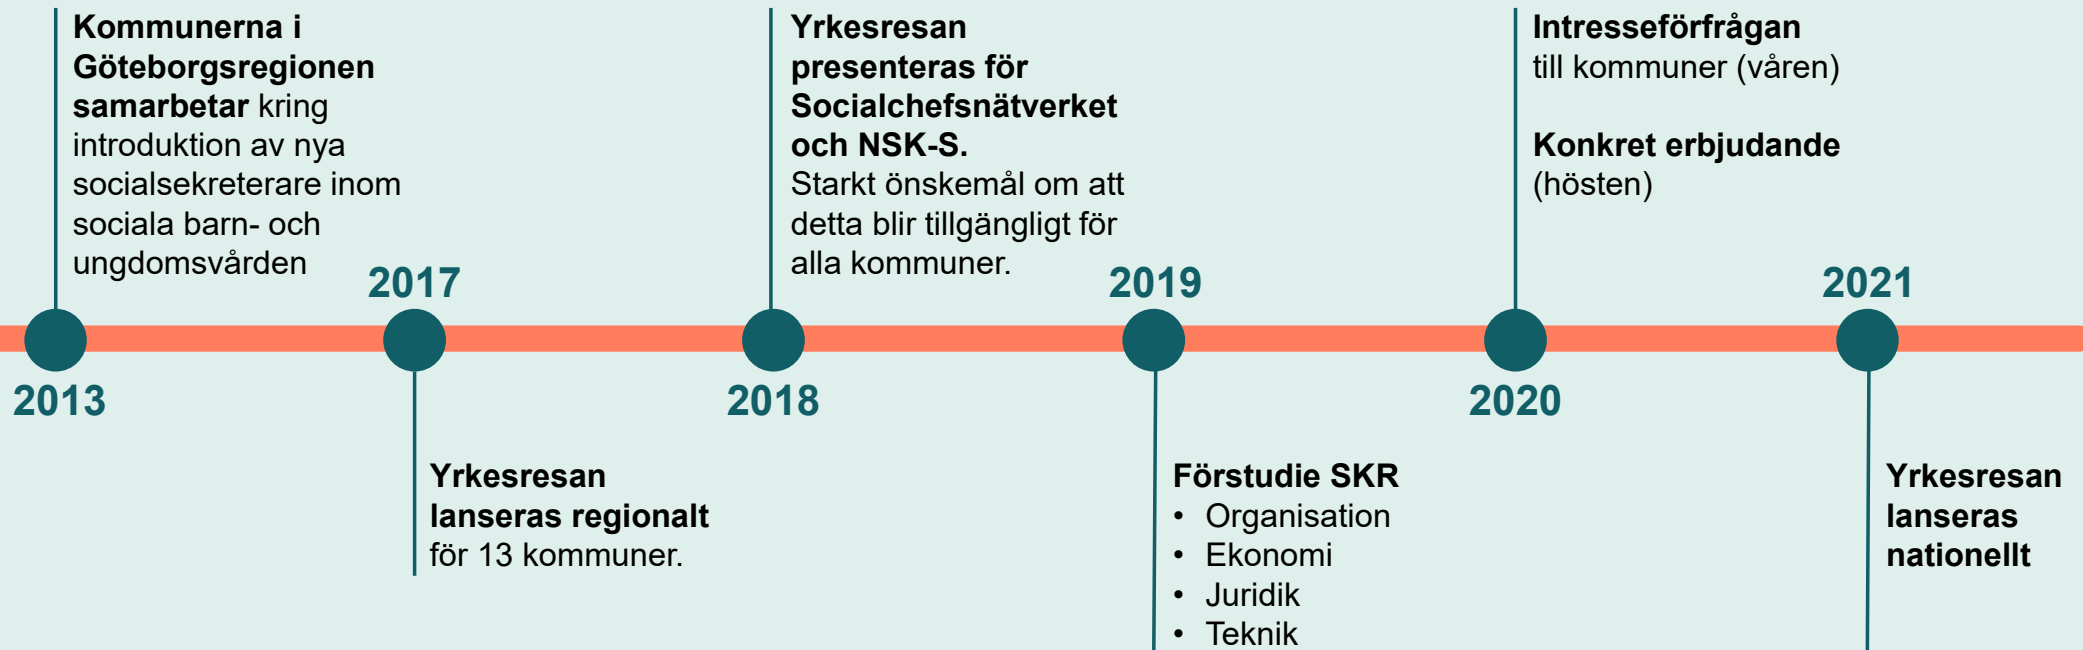 Kommunerna i
Göteborgsregionen
samarbetar kring
introduktion av nya
socialsekreterare inom
sociala barn- och
ungdomsvården
2013
2017
Yrkesresan
lanseras regionalt
för 13 kommuner.
Yrkesresan
presenteras för
Socialchefsnätverket
och NSK-S.
Starkt önskemål om att
detta blir tillgängligt för
alla kommuner.
2018
2019
Förstudie SKR
• Organisation
• Ekonomi
• Juridik
• Teknik
Intresseförfrågan
till kommuner (våren)
Konkret erbjudande
(hösten)
2020
2021
Yrkesresan
lanseras
nationellt